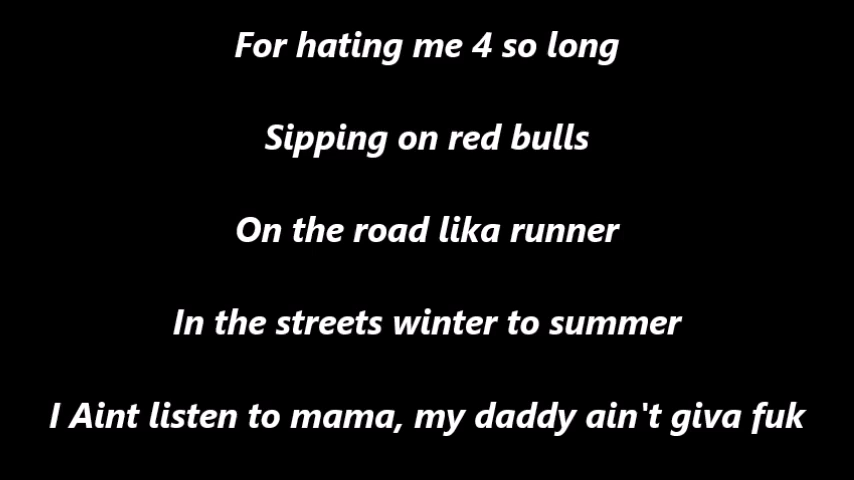 For hating me 4 so long
Sipping on red bulls
On the road lika runner
In the streets winter to summer
I Aint listen to mama, my daddy ain't giva fuk